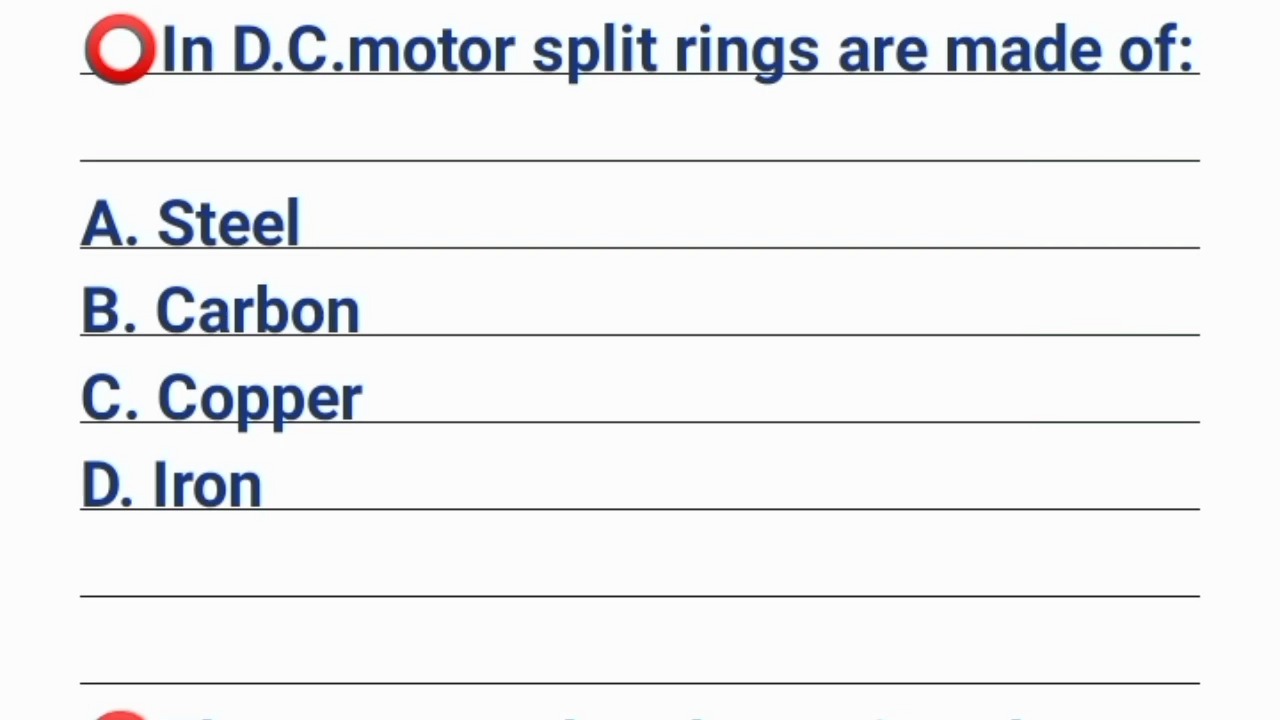 ⭕In D.C.motor split rings are made of:
A. Steel
B. Carbon
C. Copper
D. Iron